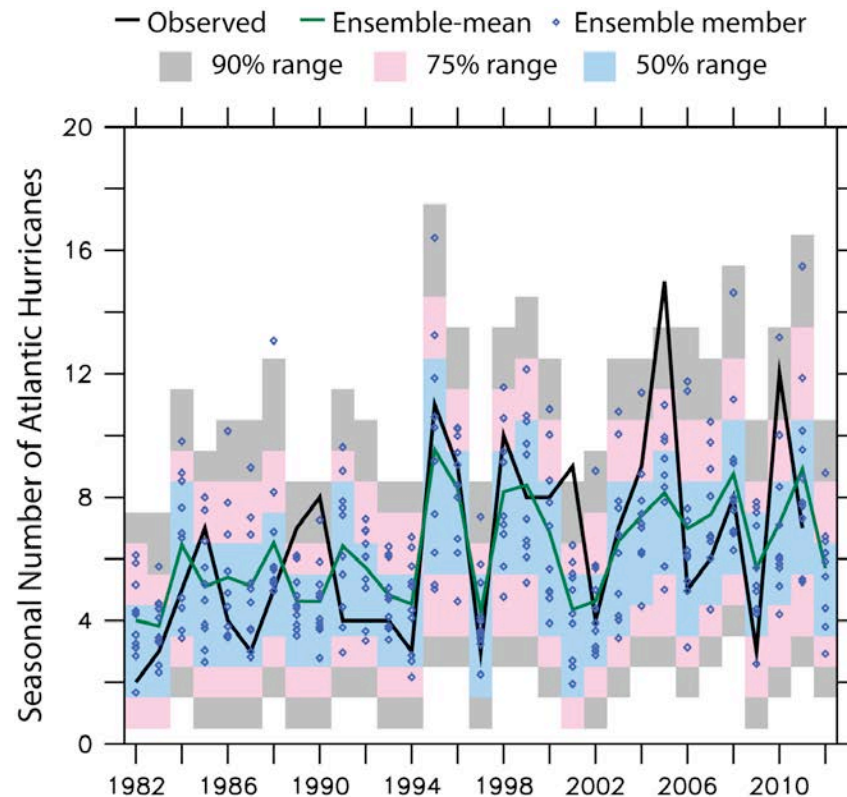 Observed Ensemble-mean Ensemble member
90% range 75% range 50% range
Seasonal Number of Atlantic Hurricanes
20
16
12
8
4
0
1982 1986 1990 1994 1998 2002 2006 2010